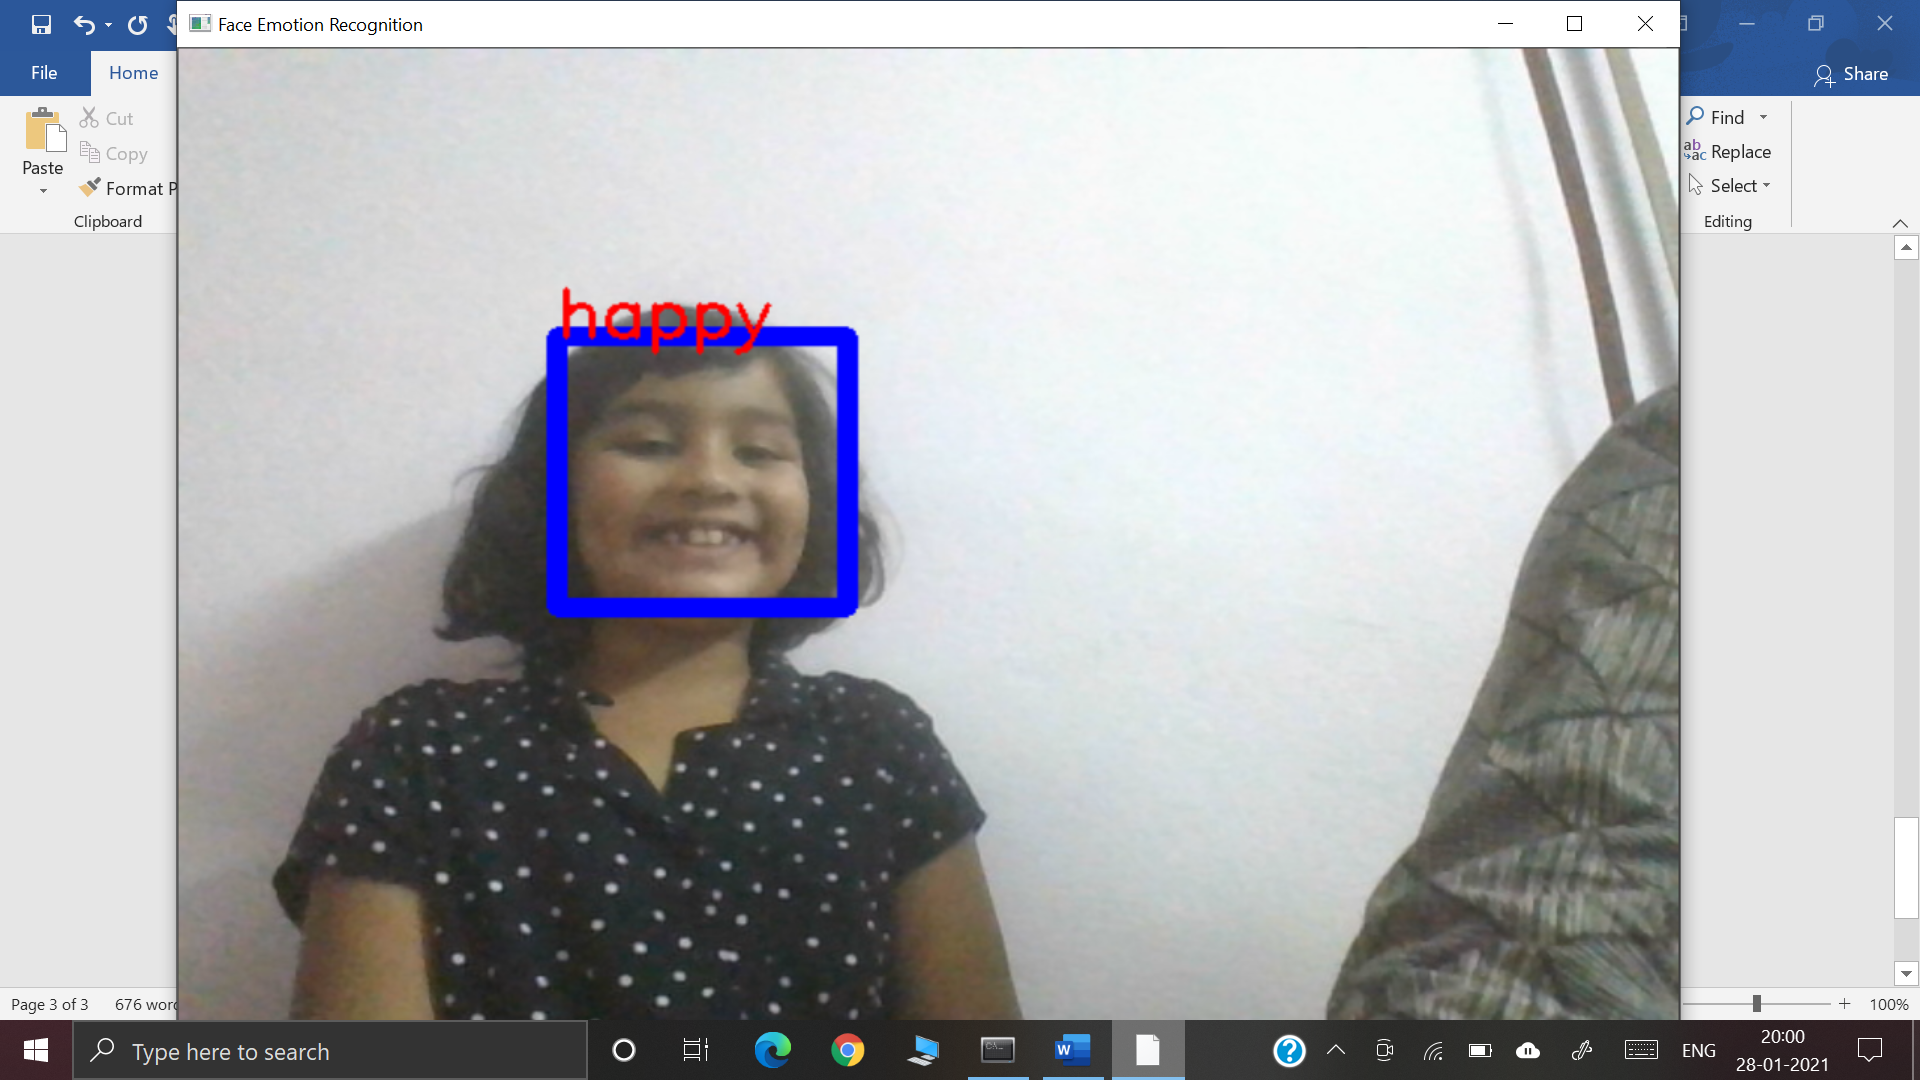 Face Emotion Recognition
File
Home
Share
Paste
Cut
Copy
Format P
Clipboard
Find
Replace
Select
Editing
happy
Page 3 of 3
676 word
100%
Type here to search
W
ENG
20:00
28-01-2021